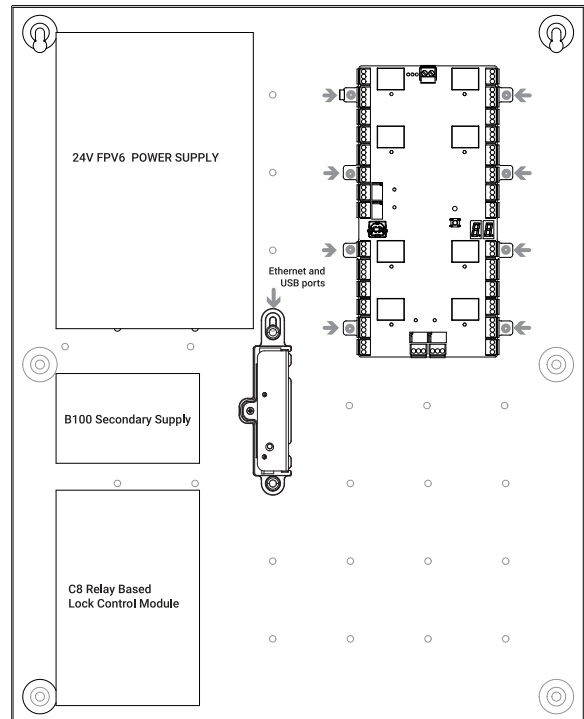 24V FPV6 POWER SUPPLY
Ethernet and
USB ports
B100 Secondary Supply
C8 Relay Based
Lock Control Module